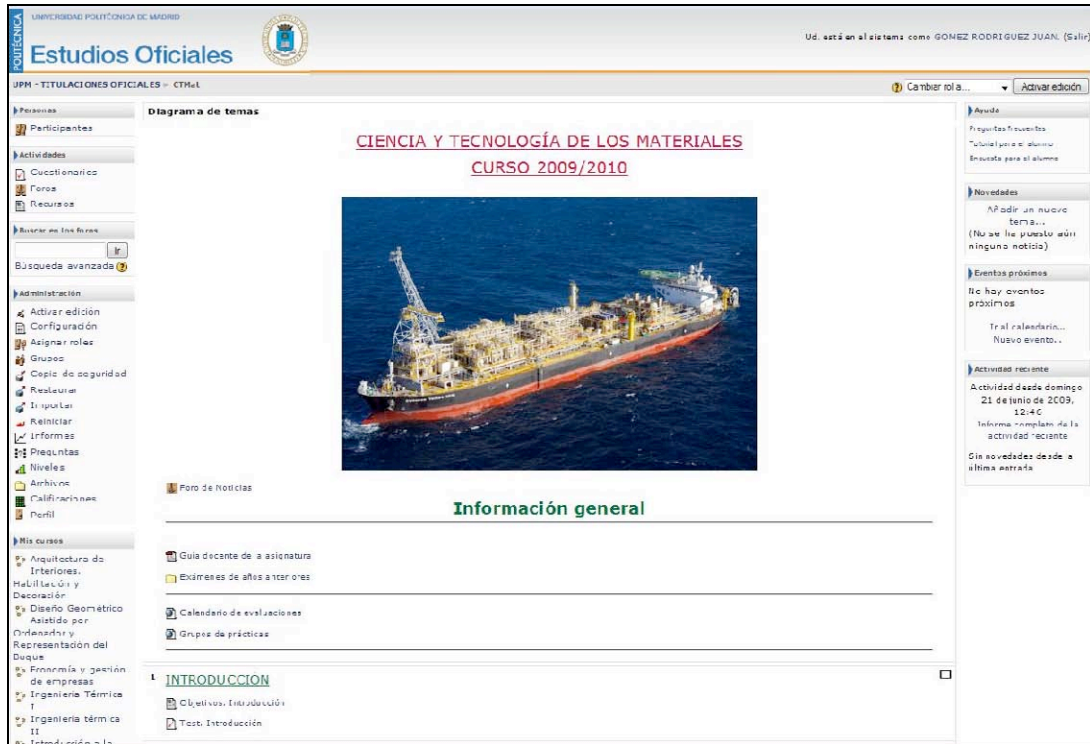 POLITÉCNICA
UNIVERSIDAD POLITÉCNICA DE MADRID
Estudios Oficiales
Ud. está en el sistema como GOMEZ RODRIGUEZ JUAN. (Salir)
UPM - TITULACIONES OFICIALES ► CTMat
Cambiar rol a...
Activar edición
Personas
Participantes
Actividades
Cuestionarios
Foros
Recursos
Buscar en los foros
Ir
Búsqueda avanzada
Administración
Activar edición
Configuración
Asignar roles
Grupos
Copia de seguridad
Restaurar
Importar
Reiniciar
Informes
Preguntas
Niveles
Archivos
Calificaciones
Perfil
Mis cursos
Arquitectura de
Interiores.
Habilitación y
Decoración
Diseño Geométrico
Asistido por
Ordenador y
Representación del
Buque
Economía y gestión
de empresas
Ingeniería Térmica
I
Ingeniería térmica
II
Introducción a la
Diagrama de temas
CIENCIA Y TECNOLOGÍA DE LOS MATERIALES
CURSO 2009/2010
Foro de Noticias
Información general
Guía docente de la asignatura
Exámenes de años anteriores
Calendario de evaluaciones
Grupos de prácticas
1 INTRODUCCIÓN
Objetivos. Introducción
Test. Introducción
Ayuda
Preguntas frecuentes
Tutorial para el alumno
Encuesta para el alumno
Novedades
Añadir un nuevo
tema...
(No se ha puesto aún
ninguna noticia)
Eventos próximos
No hay eventos
próximos
Ir al calendario...
Nuevo evento...
Actividad reciente
Actividad desde domingo
21 de junio de 2009,
12:46
Informe completo de la
actividad reciente
Sin novedades desde la
última entrada